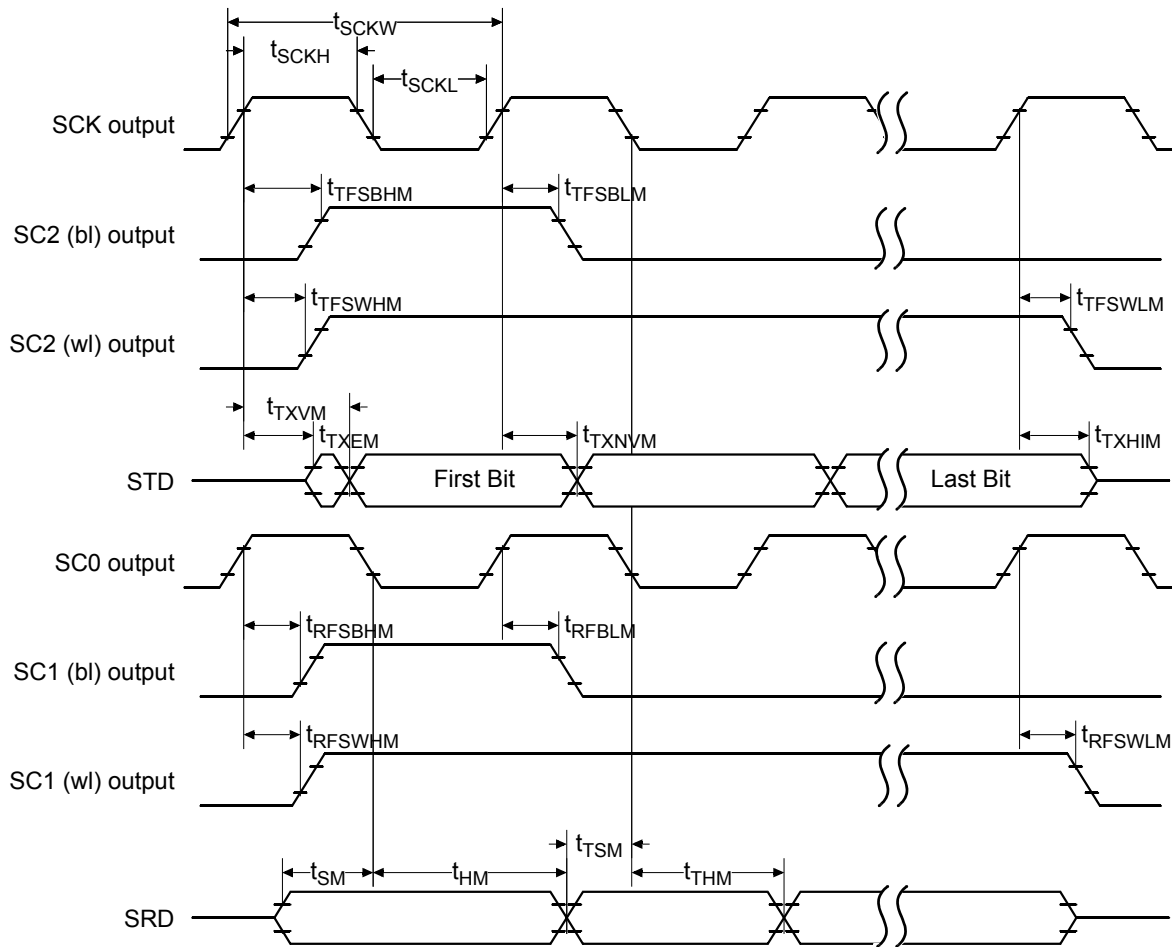 tSCKW
tSCKH
tSCKL
SCK output
tTFSBHM
tTFSBLM
SC2 (bl) output
tTFSWHM
tTFSWLM
SC2 (wl) output
tTXVM
tTXEM
tTXNVM
tTXHIM
STD
First Bit
Last Bit
SC0 output
tRFSBHM
tRFBLM
SC1 (bl) output
tRFSWHM
tRFSWLM
SC1 (wl) output
tTSM
tSM
tHM
tTHM
SRD